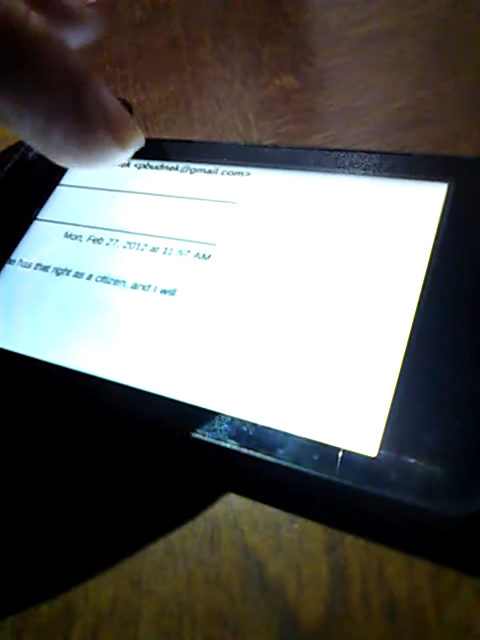 <pbudnek@gmail.com>
Mon, Feb 27, 2012 at 11:57 AM
has that right as a citizen, and I will